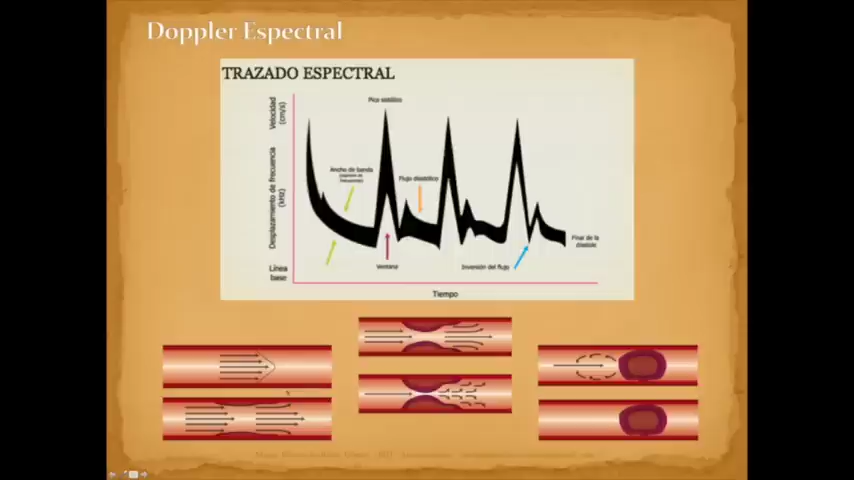 Doppler Espectral
TRAZADO ESPECTRAL
Velocidad
(cm/s)
Pico sistólico
Desplazamiento de frecuencia
(kHz)
Ancho de banda
Flujo diastólico
Final de la
diástole
Línea
base
Ventana
Inversión del flujo
Tiempo